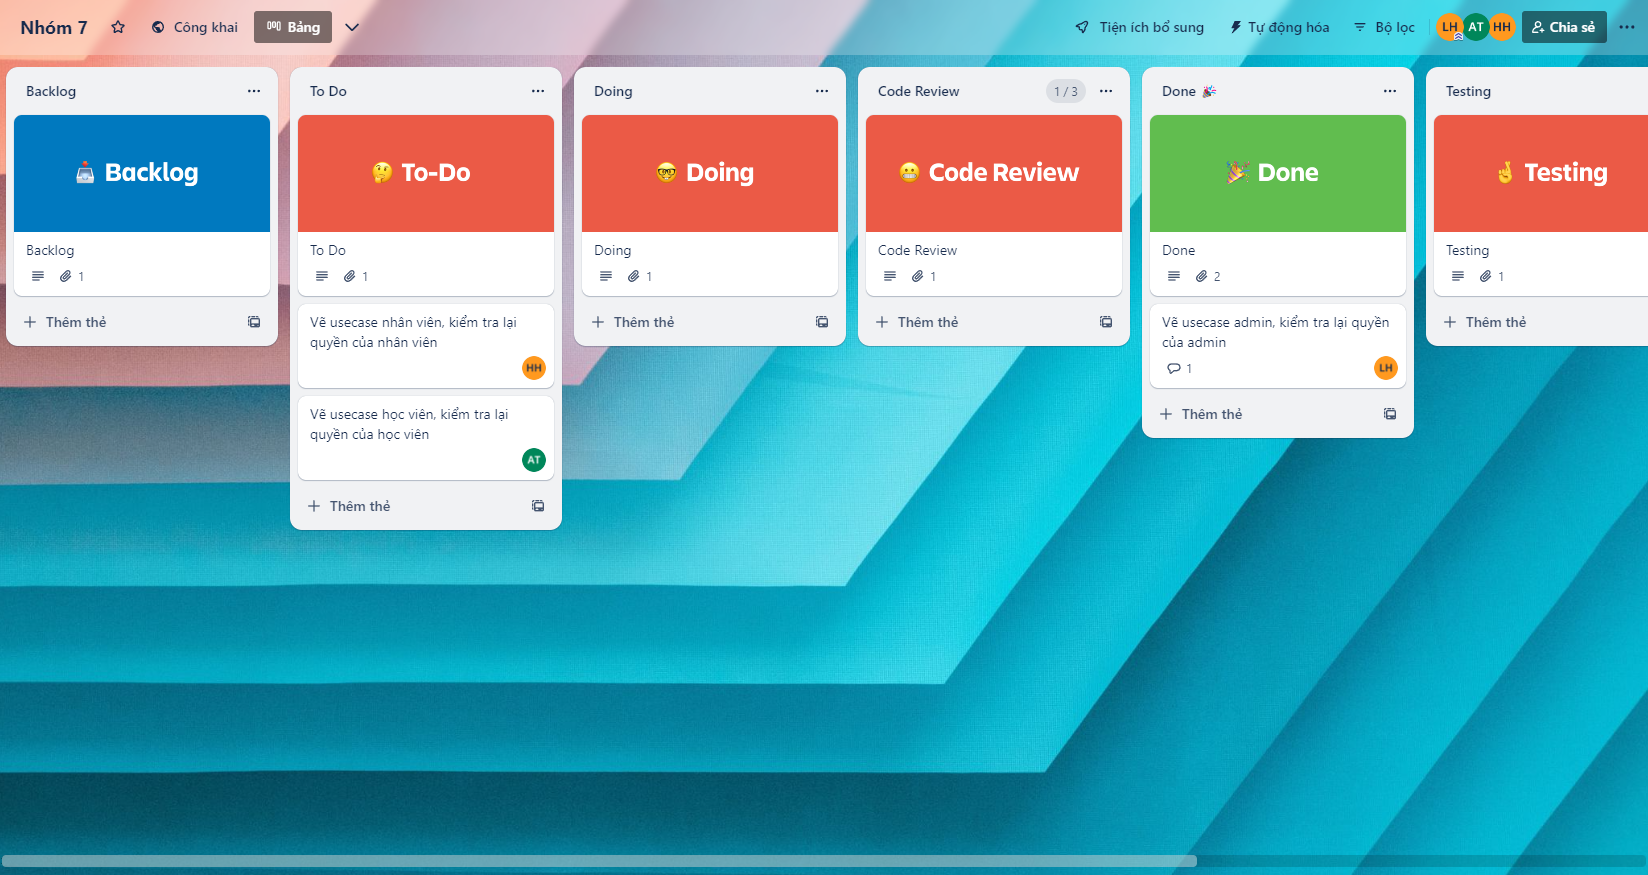 Nhóm 7
Công khai
Bảng
Tiện ích bổ sung
Tự động hóa
Bộ lọc
LH
AT
HH
Chia sẻ
Backlog
Backlog
Backlog
1
Thêm thẻ
To Do
To-Do
To Do
1
Vẽ usecase nhân viên, kiểm tra lại
quyền của nhân viên
HH
Vẽ usecase học viên, kiểm tra lại
quyền của học viên
AT
Thêm thẻ
Doing
Doing
Doing
1
Thêm thẻ
Code Review
1 / 3
Code Review
Code Review
1
Thêm thẻ
Done 🎉
Done
Done
2
Vẽ usecase admin, kiểm tra lại quyền
của admin
1
LH
Thêm thẻ
Testing
Testing
Testing
1
Thêm thẻ